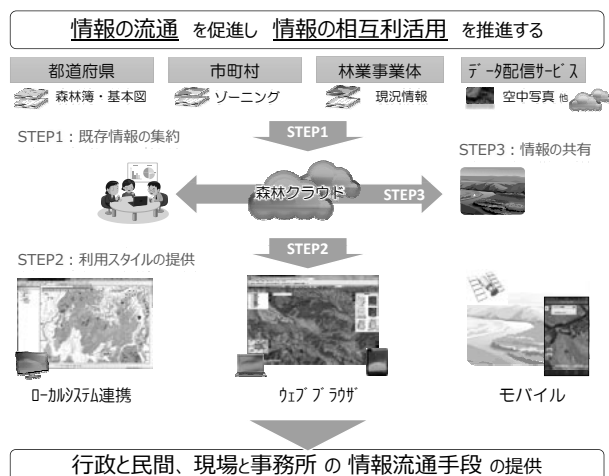 情報の流通 を促進し 情報の相互利活用 を推進する
都道府県 市町村 林業事業体 ﾃﾞｰﾀ配信ｻｰﾋﾞｽ
森林簿・基本図 ゾーニング 現況情報 空中写真 他
STEP1：既存情報の集約 STEP1 STEP3：情報の共有
森林クラウド STEP3
STEP2：利用スタイルの提供 STEP2
ﾛｰｶﾙｼｽﾃﾑ連携 ｳｪﾌﾞﾌﾞﾗｳｻﾞ モバイル
行政と民間、現場と事務所 の 情報流通手段 の提供